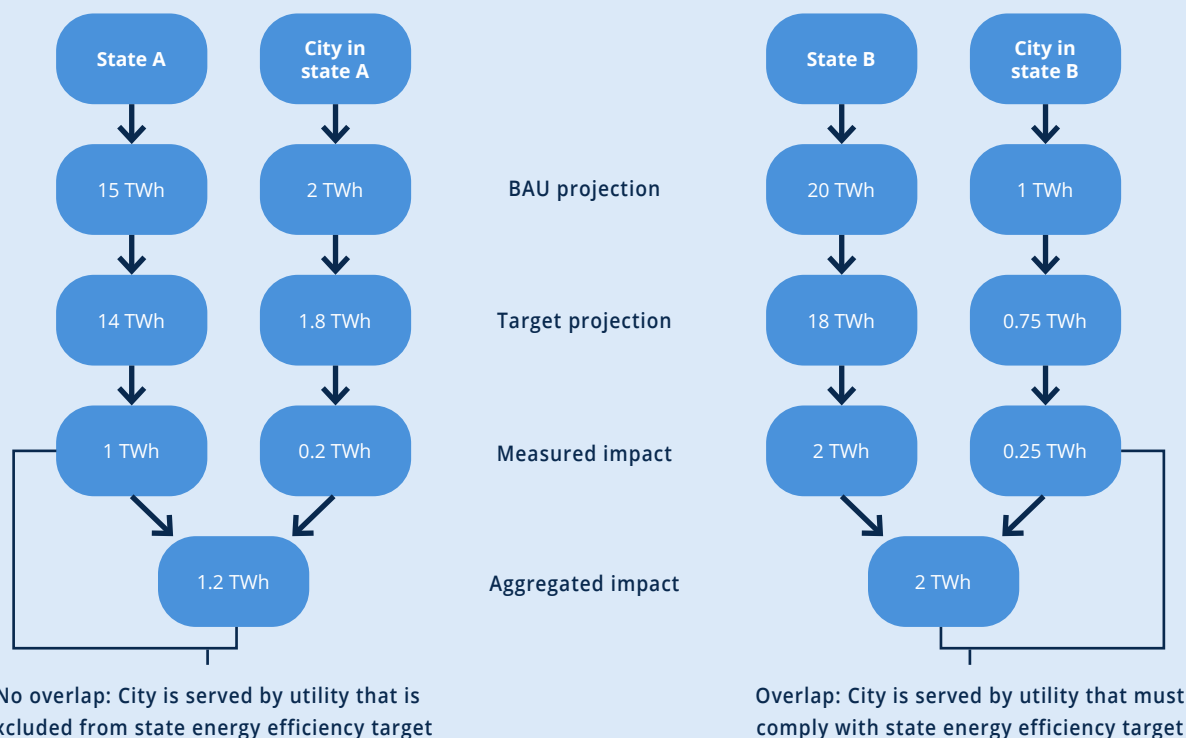 State A
City in
state A
State B
City in
state B
15 TWh
2 TWh
BAU projection
20 TWh
1 TWh
14 TWh
1.8 TWh
Target projection
18 TWh
0.75 TWh
1 TWh
0.2 TWh
Measured impact
2 TWh
0.25 TWh
1.2 TWh
Aggregated impact
2 TWh
No overlap: City is served by utility that is
xcluded from state energy efficiency target
Overlap: City is served by utility that must
comply with state energy efficiency target